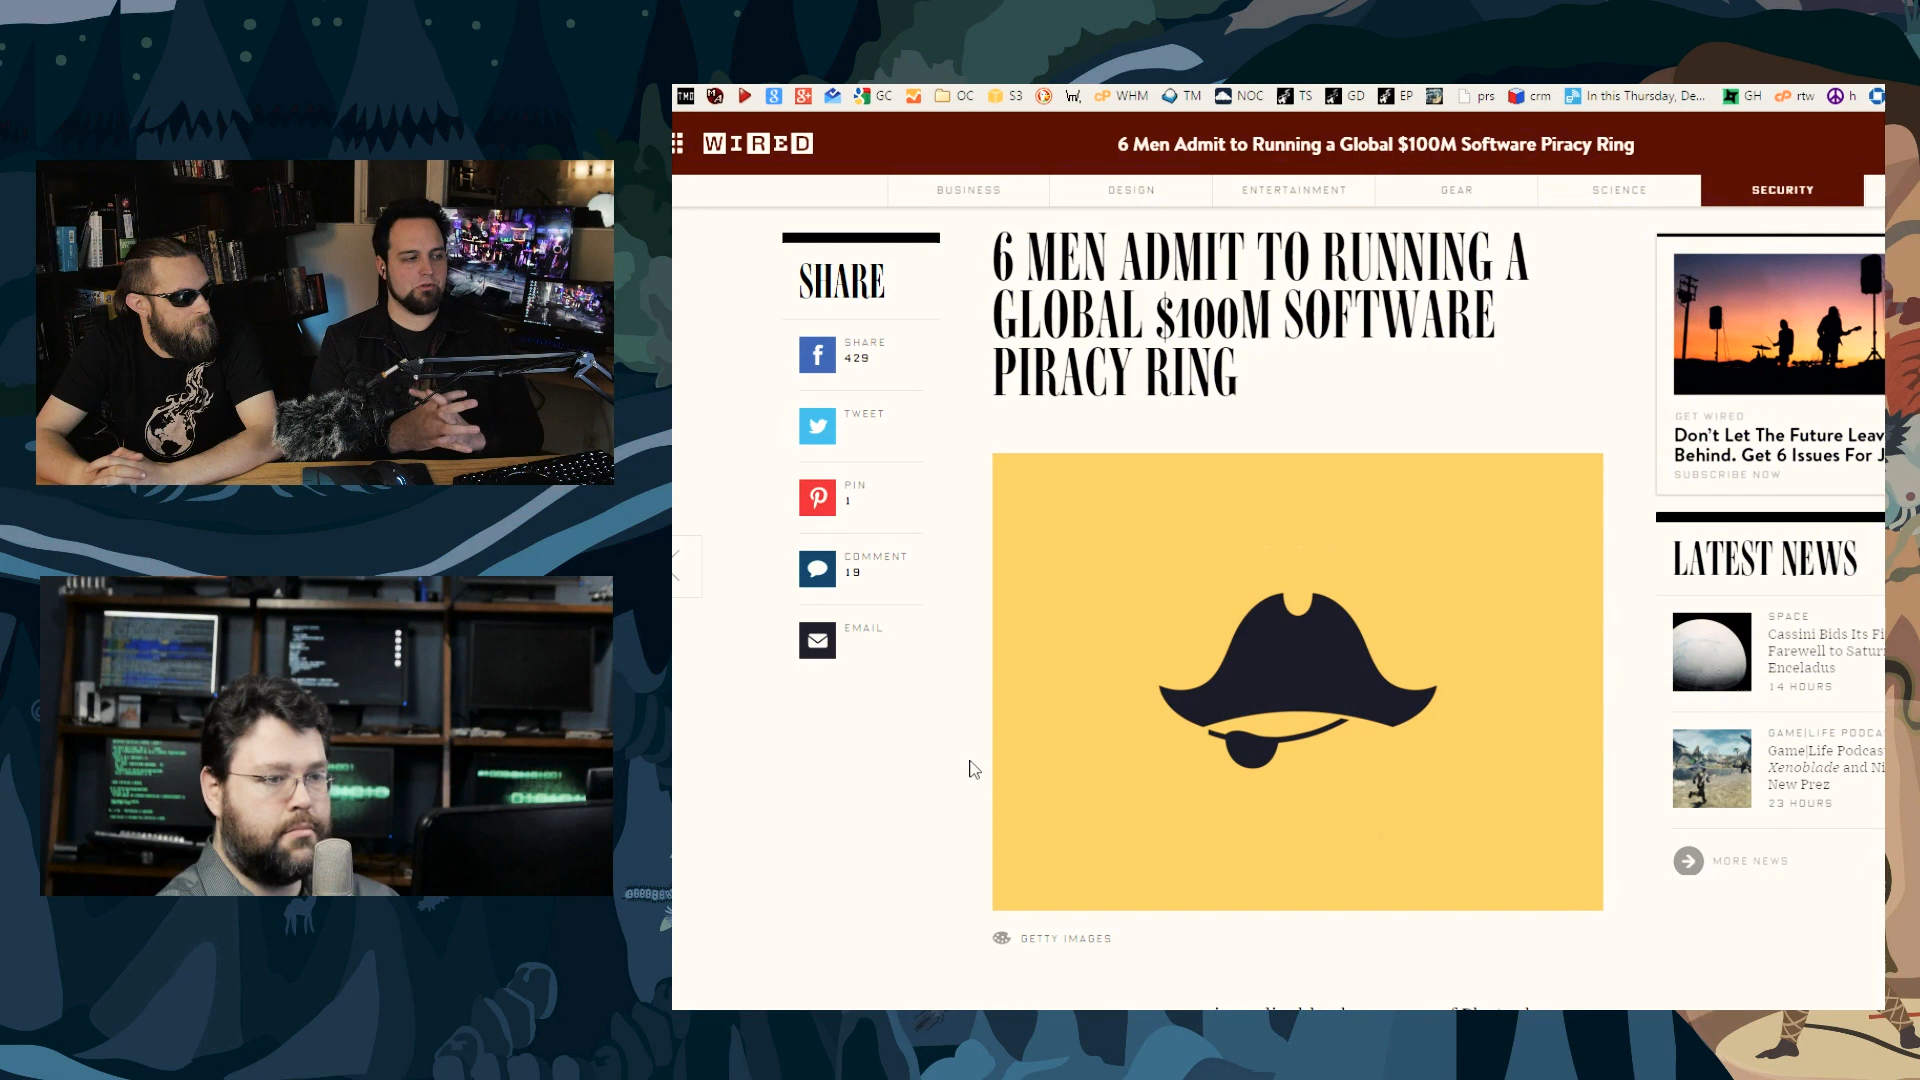 TMD
GC
OC
S3
\m/,
WHM
TM
NOC
TS
GD
EP
prs
crm
In this Thursday, De...
GH
rtw
h
WIRED
6 Men Admit to Running a Global $100M Software Piracy Ring
BUSINESS
DESIGN
ENTERTAINMENT
GEAR
SCIENCE
SECURITY
SHARE
SHARE
429
TWEET
PIN
1
COMMENT
19
EMAIL
6 MEN ADMIT TO RUNNING A
GLOBAL $100M SOFTWARE
PIRACY RING
GETTY IMAGES
GET WIRED
Don't Let The Future Leav
Behind. Get 6 Issues For J
SUBSCRIBE NOW
LATEST NEWS
SPACE
Cassini Bids Its Fi
Farewell to Satur
Enceladus
14 HOURS
GAME|LIFE PODCA
Game|Life Podcas
Xenoblade and Ni
New Prez
23 HOURS
MORE NEWS